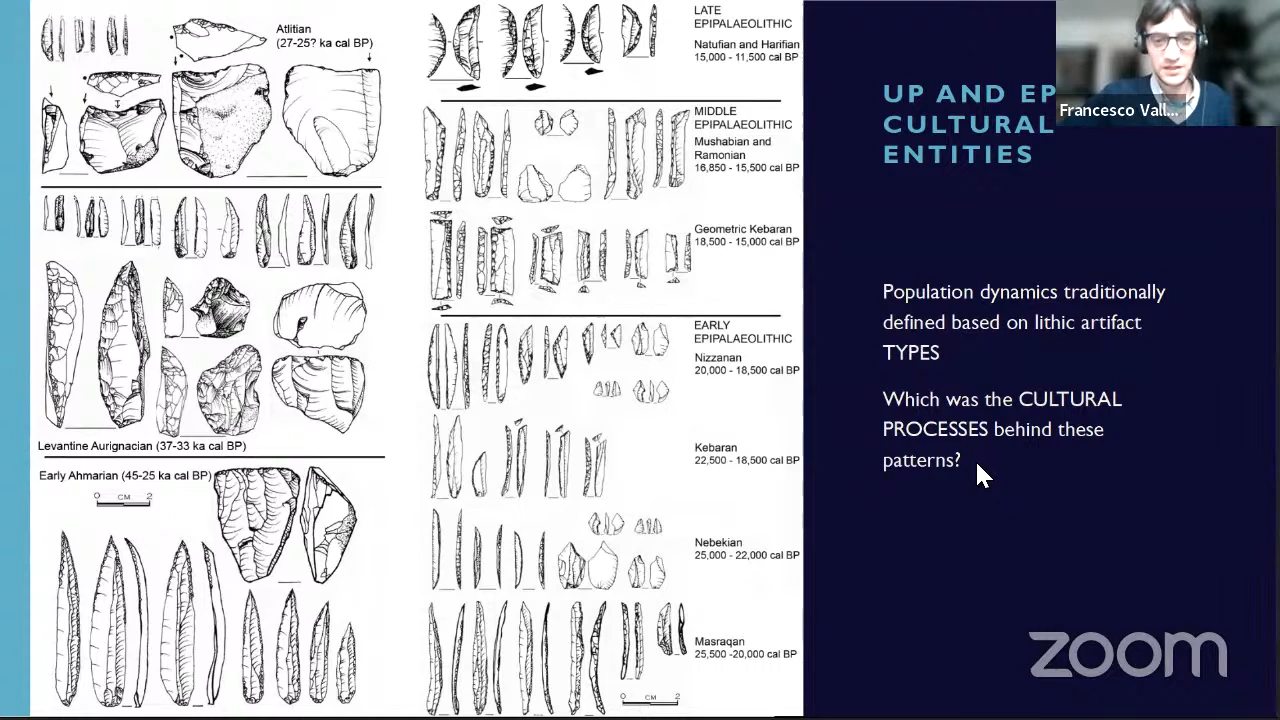 Atlitian
(27-25? ka cal BP)
Levantine Aurignacian (37-33 ka cal BP)
Early Ahmarian (45-25 ka cal BP)
0 CM 2
LATE
EPIPALAEOLITHIC
Natufian and Harifian
15,000 - 11,500 cal BP
MIDDLE
EPIPALAEOLITHIC
Mushabian and
Ramonian
16,850 - 15,500 cal BP
Geometric Kebaran
18,500 - 15,000 cal BP
EARLY
EPIPALAEOLITHIC
Nizzanan
20,000 - 18,500 cal BP
Kebaran
22,500 - 18,500 cal BP
Nebekian
25,000 - 22,000 cal BP
Masraqan
25,500 -20,000 cal BP
0 CM 2
UP AND EP
CULTURAL
ENTITIES
Francesco Vall...
Population dynamics traditionally
defined based on lithic artifact
TYPES
Which was the CULTURAL
PROCESSES behind these
patterns?
zoom